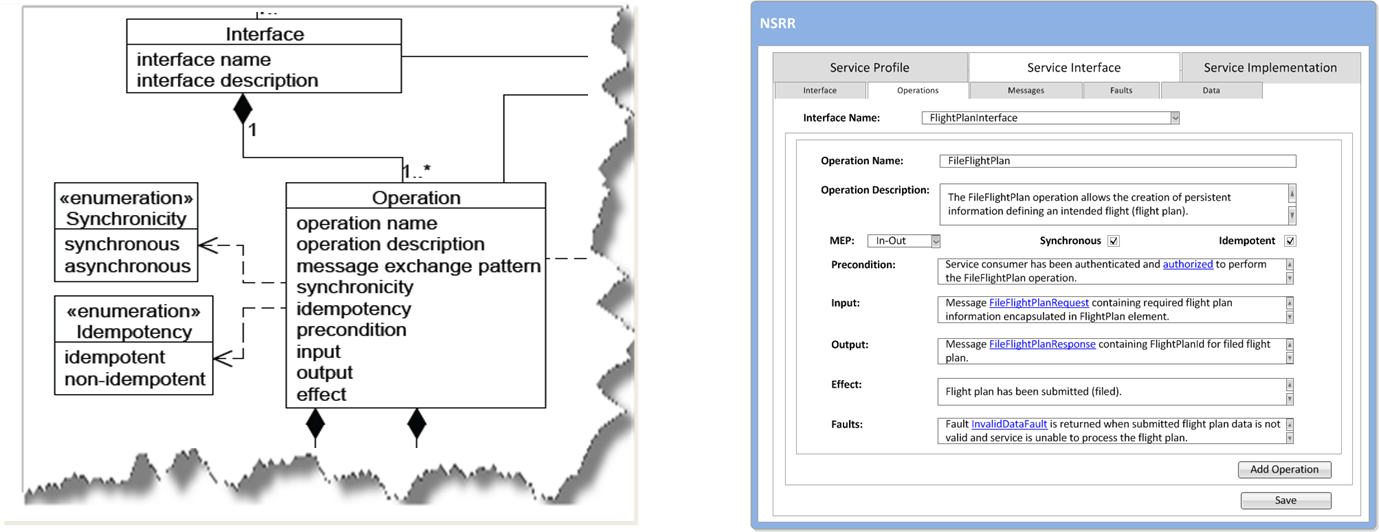 Interface
interface name
interface description
1
1..*
«enumeration»
Synchronicity
synchronous
asynchronous
«enumeration»
Idempotency
idempotent
non-idempotent
Operation
operation name
operation description
message exchange pattern
synchronicity
idempotency
precondition
input
output
effect
NSRR
Service Profile
Service Interface
Service Implementation
Interface
Operations
Messages
Faults
Data
Interface Name:
FlightPlanInterface
Operation Name:
FileFlightPlan
Operation Description:
The FileFlightPlan operation allows the creation of persistent
information defining an intended flight (flight plan).
MEP:
In-Out
Synchronous
Idempotent
Precondition:
Service consumer has been authenticated and authorized to perform
the FileFlightPlan operation.
Input:
Message FileFlightPlanRequest containing required flight plan
information encapsulated in FlightPlan element.
Output:
Message FileFlightPlanResponse containing FlightPlanId for filed flight
plan.
Effect:
Flight plan has been submitted (filed).
Faults:
Fault InvalidDataFault is returned when submitted flight plan data is not
valid and service is unable to process the flight plan.
Add Operation
Save